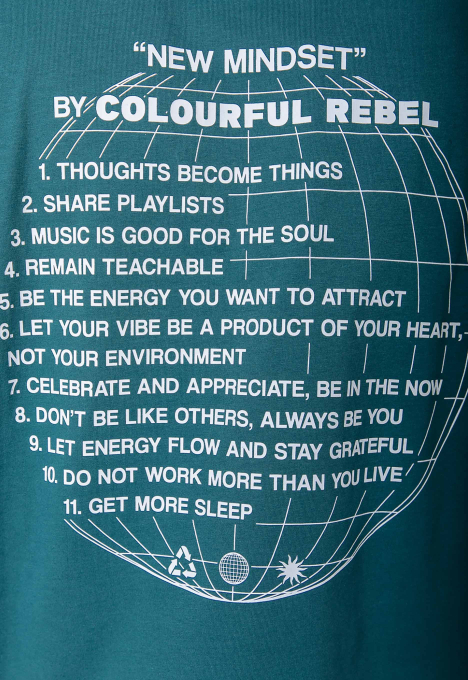 “NEW MINDSET”
BY COLOURFUL REBEL
1. THOUGHTS BECOME THINGS
2. SHARE PLAYLISTS
3. MUSIC IS GOOD FOR THE SOUL
4. REMAIN TEACHABLE
5. BE THE ENERGY YOU WANT TO ATTRACT
6. LET YOUR VIBE BE A PRODUCT OF YOUR HEART,
NOT YOUR ENVIRONMENT
7. CELEBRATE AND APPRECIATE, BE IN THE NOW
8. DON’T BE LIKE OTHERS, ALWAYS BE YOU
9. LET ENERGY FLOW AND STAY GRATEFUL
10. DO NOT WORK MORE THAN YOU LIVE
11. GET MORE SLEEP